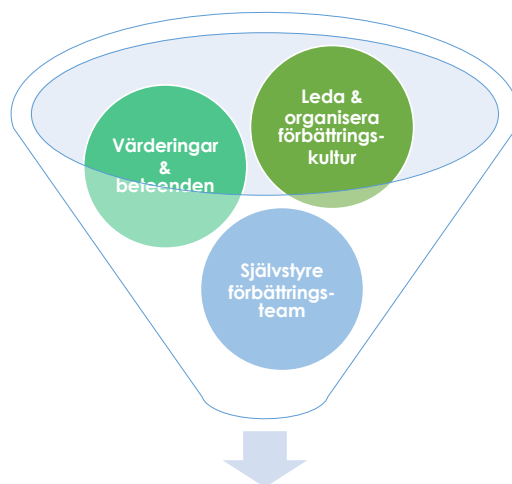 Värderingar
&
beteenden
Leda &
organisera
förbättrings-
kultur
Självstyre
förbättrings-
team